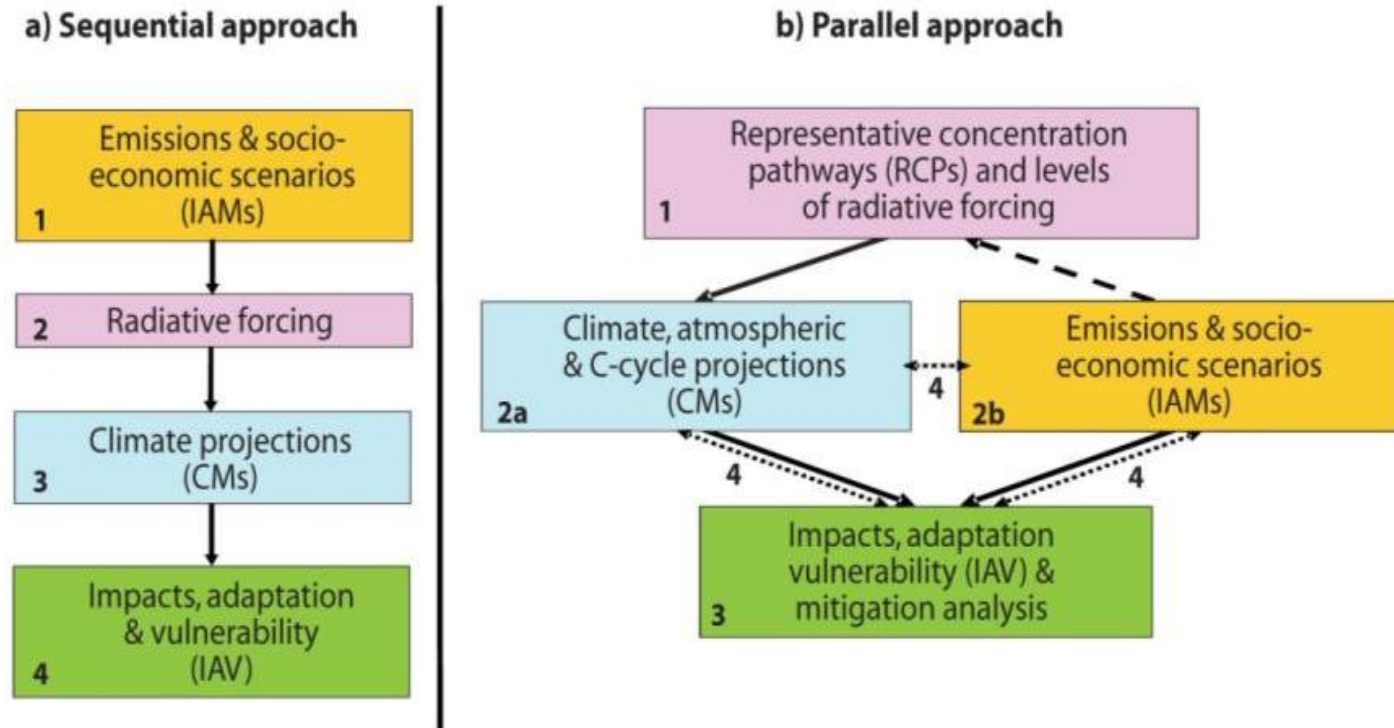 a) Sequential approach
Emissions & socio-
economic scenarios
(IAMs)
1
Radiative forcing
2
Climate projections
(CMs)
3
Impacts, adaptation
& vulnerability
(IAV)
4
b) Parallel approach
Representative concentration
pathways (RCPs) and levels
of radiative forcing
1
Climate, atmospheric
& C-cycle projections
(CMs)
2a
4
Emissions & socio-
economic scenarios
(IAMs)
2b
4
4
Impacts, adaptation
vulnerability (IAV) &
mitigation analysis
3